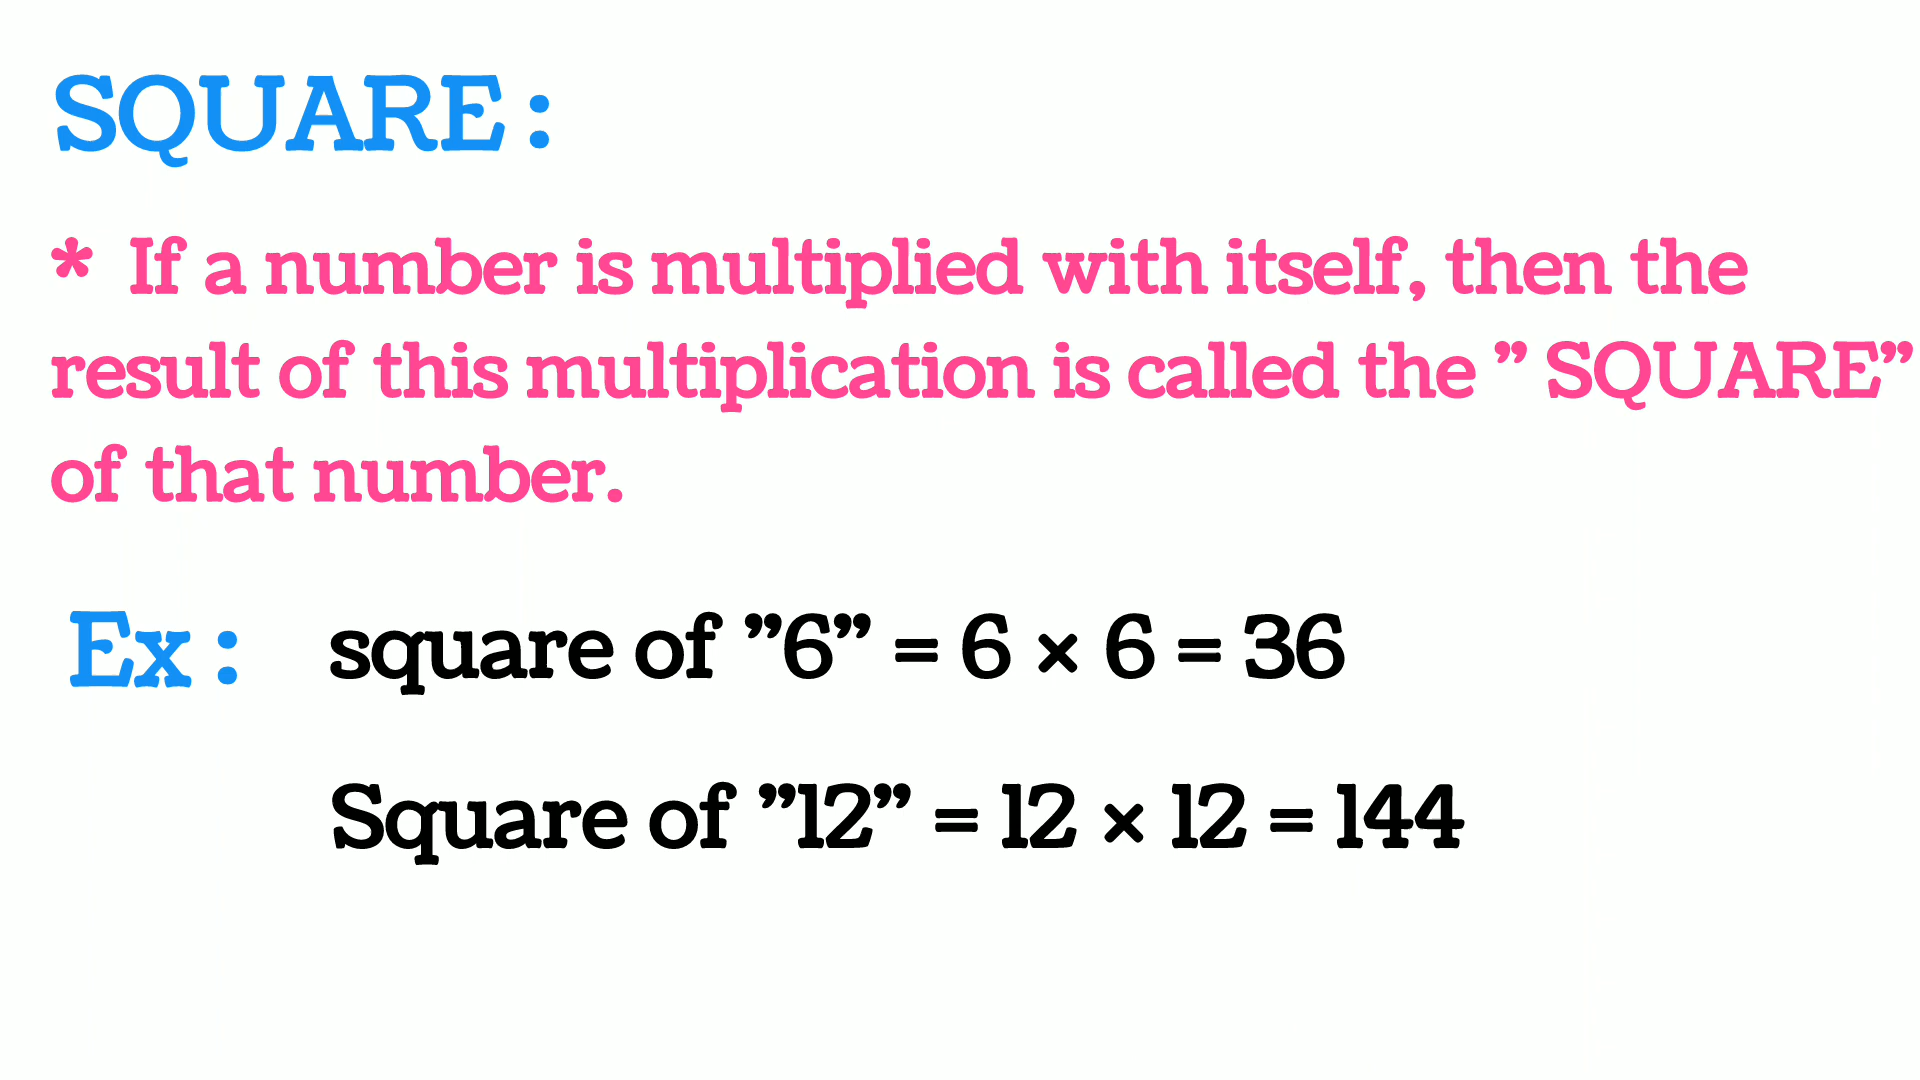 SQUARE :
* If a number is multiplied with itself, then the
result of this multiplication is called the ” SQUARE”
of that number.
Ex : square of ”6” = 6 × 6 = 36
Square of ”12” = 12 × 12 = 144